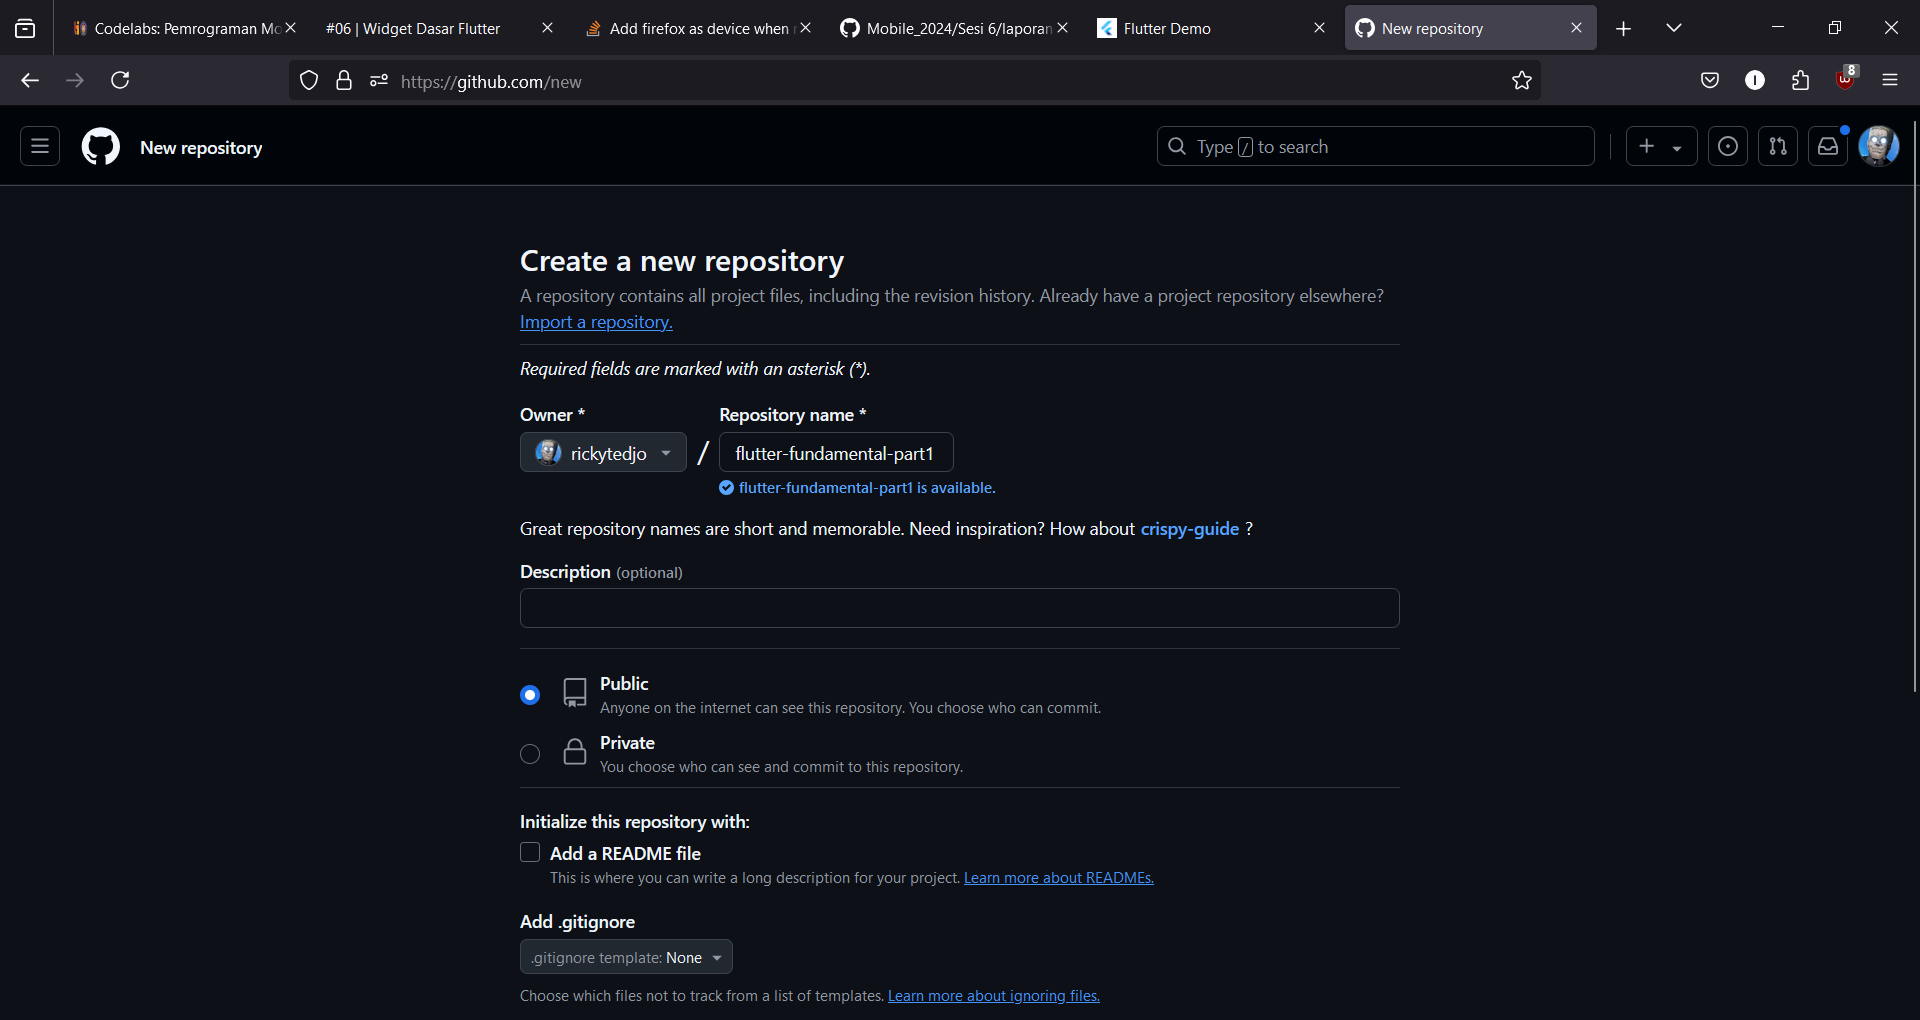 Codelabs: Pemrograman Mo
#06 | Widget Dasar Flutter
Add firefox as device when
Mobile_2024/Sesi 6/laporan
Flutter Demo
New repository
https://github.com/new
8
New repository
Type / to search
Create a new repository
A repository contains all project files, including the revision history. Already have a project repository elsewhere?
Import a repository.
Required fields are marked with an asterisk (*).
Owner *
Repository name *
rickytedjo
/
flutter-fundamental-part1
flutter-fundamental-part1 is available.
Great repository names are short and memorable. Need inspiration? How about crispy-guide ?
Description (optional)
Public
Anyone on the internet can see this repository. You choose who can commit.
Private
You choose who can see and commit to this repository.
Initialize this repository with:
Add a README file
This is where you can write a long description for your project. Learn more about READMEs.
Add .gitignore
.gitignore template: None
Choose which files not to track from a list of templates. Learn more about ignoring files.